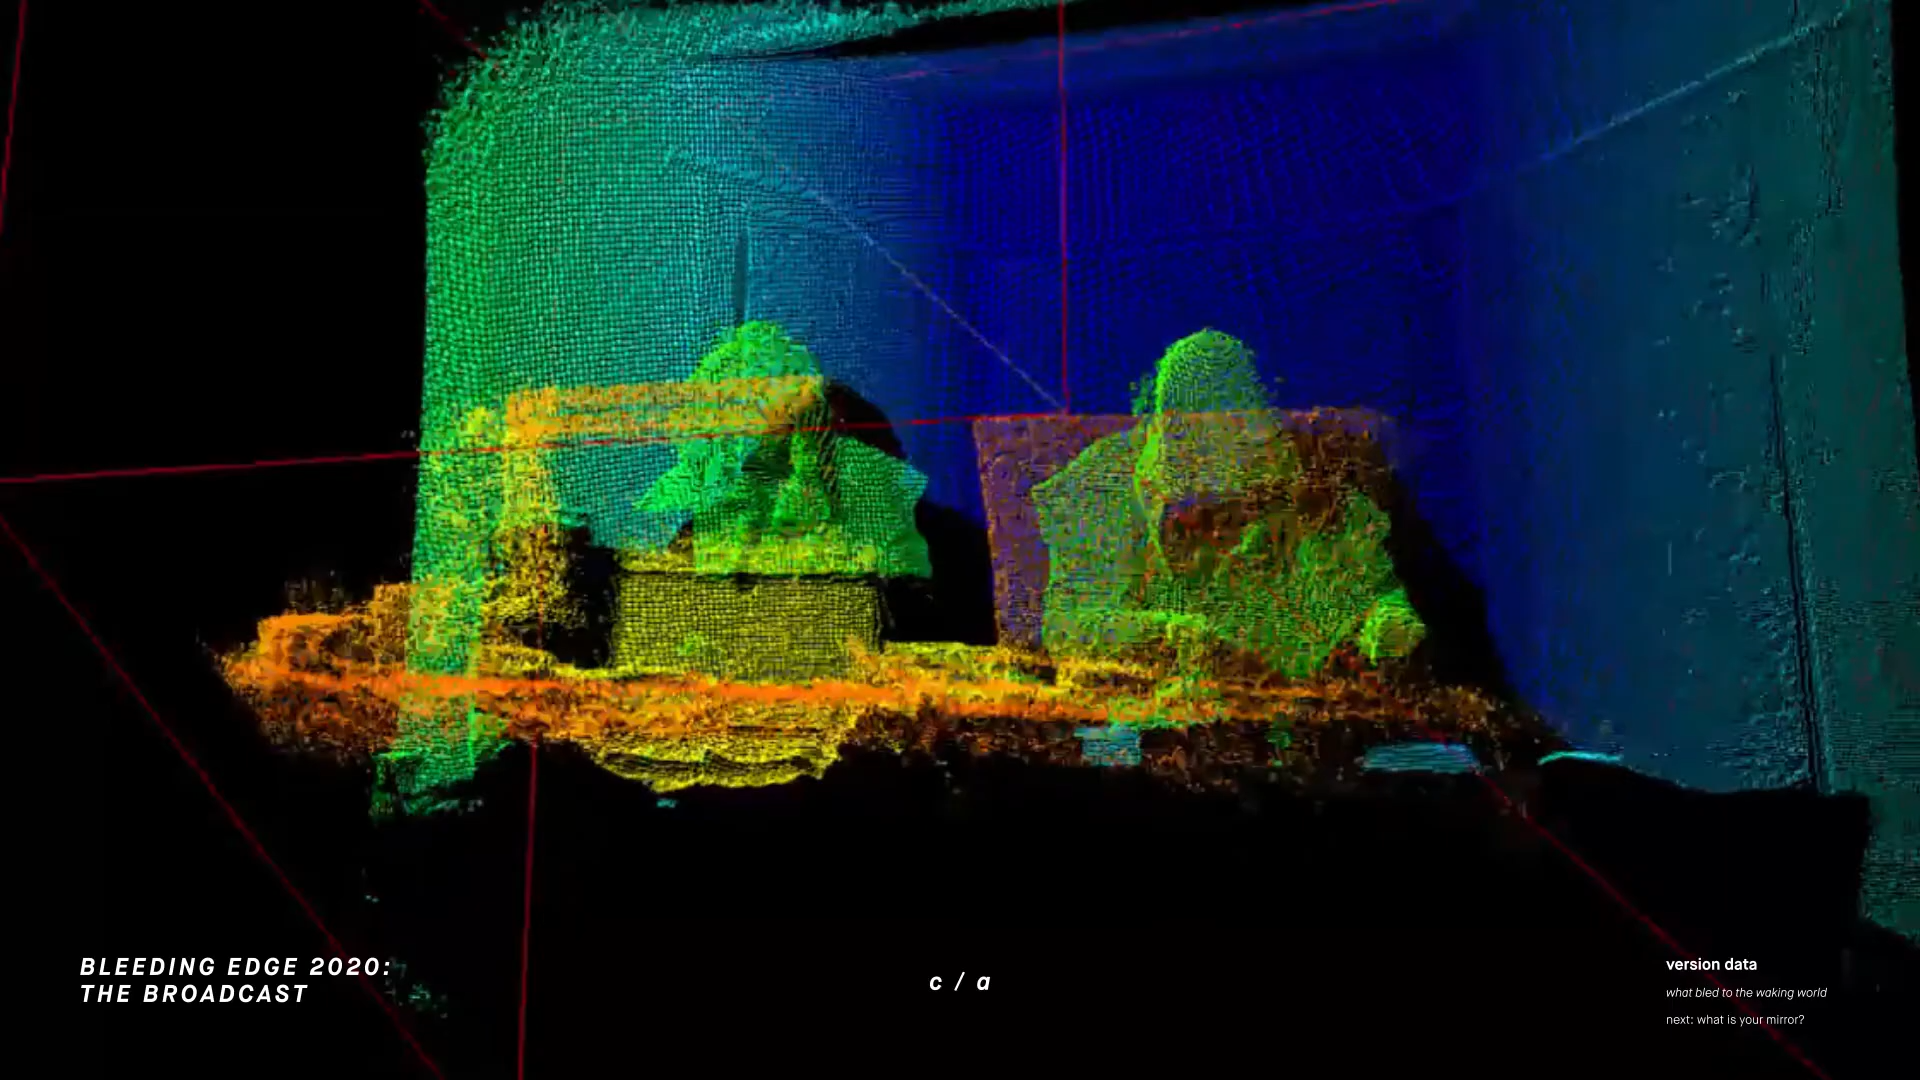 BLEEDING EDGE 2020:
THE BROADCAST
c / a
version data
what bled to the waking world
next: what is your mirror?